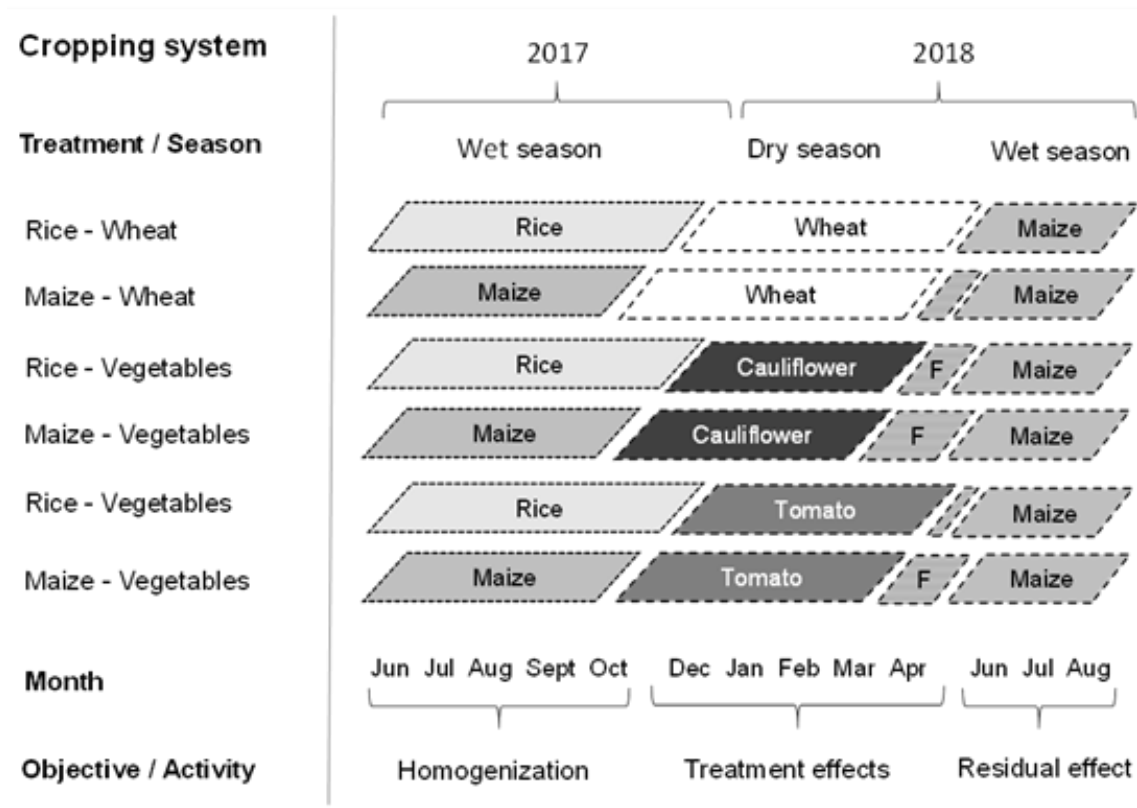 Cropping system
2017 2018
Treatment / Season Wet season Dry season Wet season
Rice - Wheat Rice Wheat Maize
Maize - Wheat Maize Wheat Maize
Rice - Vegetables Rice Cauliflower F Maize
Maize - Vegetables Maize Cauliflower F Maize
Rice - Vegetables Rice Tomato Maize
Maize - Vegetables Maize Tomato F Maize
Month Jun Jul Aug Sept Oct Dec Jan Feb Mar Apr Jun Jul Aug
Objective / Activity Homogenization Treatment effects Residual effect